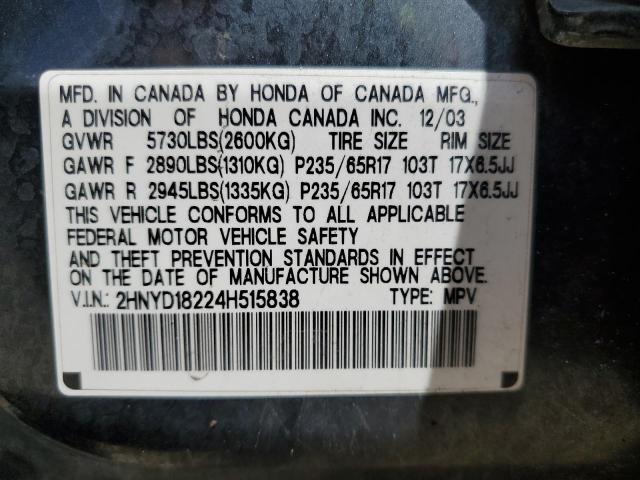 MFD. IN CANADA BY HONDA OF CANADA MFG.,
A DIVISION OF HONDA CANADA INC. 12/03
GVWR 5730LBS(2600KG) TIRE SIZE RIM SIZE
GAWR F 2890LBS(1310KG) P235/65R17 103T 17X6.5JJ
GAWR R 2945LBS(1335KG) P235/65R17 103T 17X6.5JJ
THIS VEHICLE CONFORMS TO ALL APPLICABLE
FEDERAL MOTOR VEHICLE SAFETY
AND THEFT PREVENTION STANDARDS IN EFFECT
ON THE DATE OF MANUFACTURE SHOWN ABOVE.
V.I.N.: 2HNYD18224H515838 TYPE: MPV